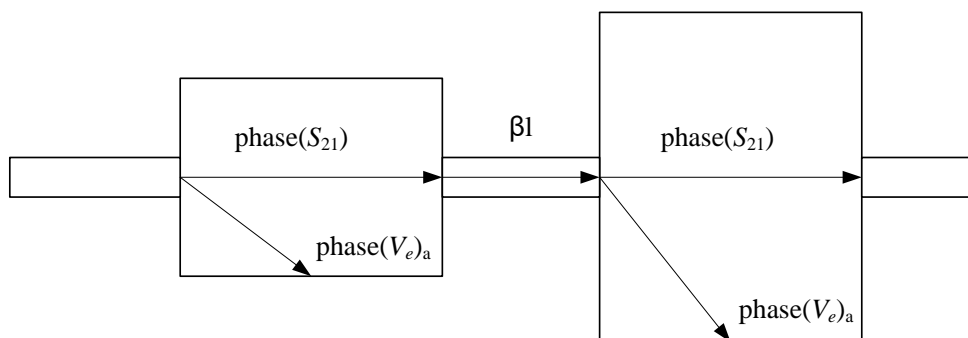 βl
phase(S₂₁)
phase(S₂₁)
phase(Vₑ)ₐ
phase(Vₑ)ₐ